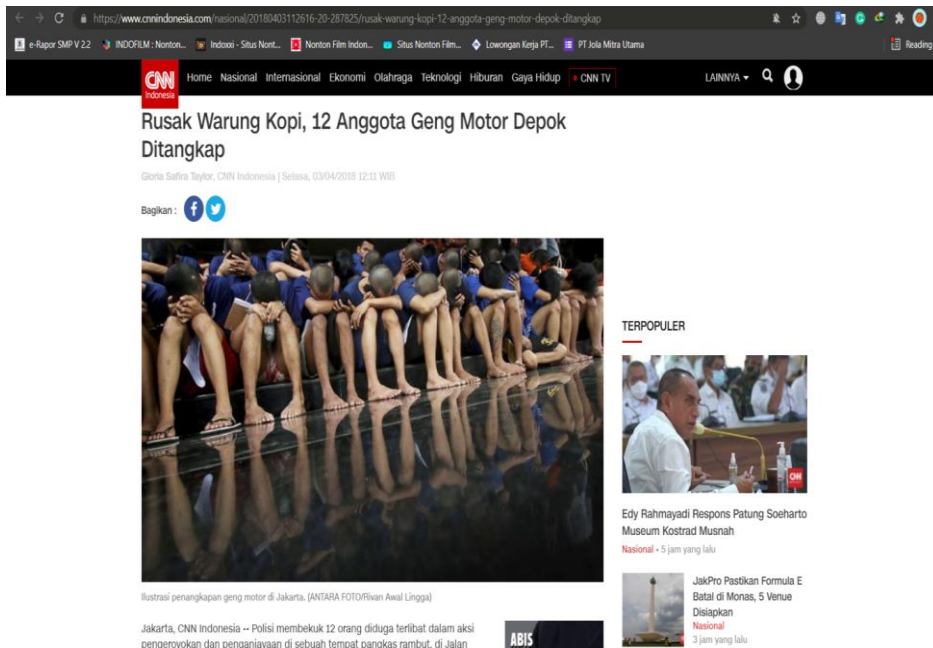 https://www.cnnindonesia.com/nasional/20180403112616-20-287825/rusak-warung-kopi-12-anggota-geng-motor-depok-ditangkap
e-Rapor SMP V 2.2
INDOFILM : Nonton...
Indoxxi - Situs Nont...
Nonton Film Indon...
Situs Nonton Film...
Lowongan Kerja PT...
PT Jola Mitra Utama
Reading
CNN
Indonesia
Home Nasional Internasional Ekonomi Olahraga Teknologi Hiburan Gaya Hidup • CNN TV
LAINNYA
Rusak Warung Kopi, 12 Anggota Geng Motor Depok
Ditangkap
Gloria Safira Taylor, CNN Indonesia | Selasa, 03/04/2018 12:11 WIB
Bagikan :
Ilustrasi penangkapan geng motor di Jakarta. (ANTARA FOTO/Rivan Awal Lingga)
Jakarta, CNN Indonesia -- Polisi membekuk 12 orang diduga terlibat dalam aksi
pengeroyokan dan penganiayaan di sebuah tempat pangkas rambut, di Jalan
ABIS
TERPOPULER
CNN
Edy Rahmayadi Respons Patung Soeharto
Museum Kostrad Musnah
Nasional • 5 jam yang lalu
JakPro Pastikan Formula E
Batal di Monas, 5 Venue
Disiapkan
Nasional
3 jam yang lalu